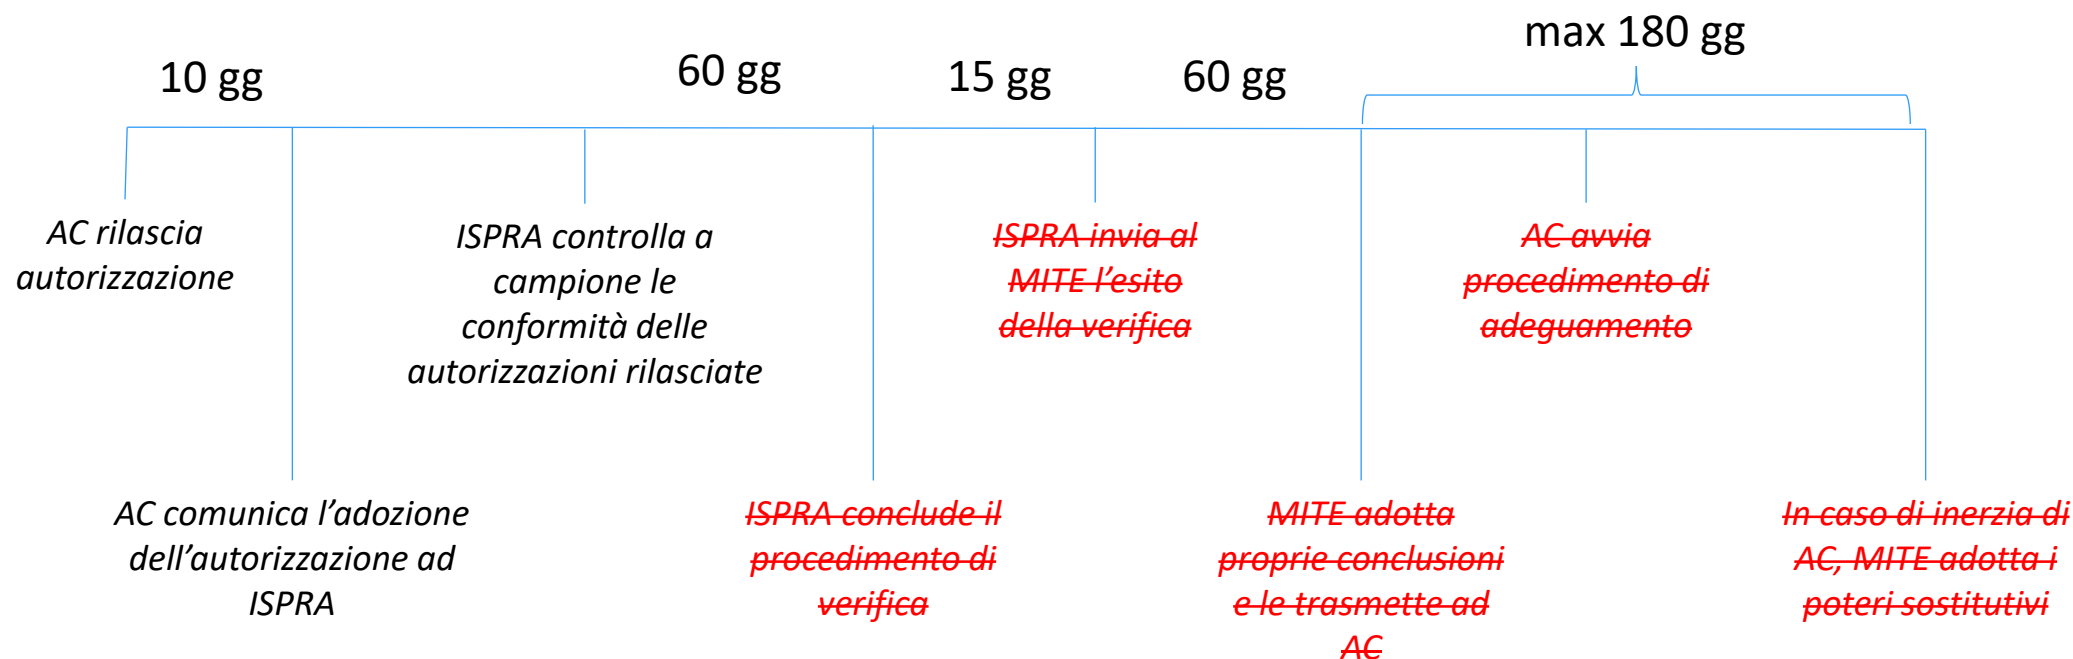 10 gg
60 gg
15 gg
60 gg
max 180 gg
AC rilascia
autorizzazione
ISPRA controlla a
campione le
conformità delle
autorizzazioni rilasciate
ISPRA invia al
MITE l’esito
della verifica
AC avvia
procedimento di
adeguamento
AC comunica l’adozione
dell’autorizzazione ad
ISPRA
ISPRA conclude il
procedimento di
verifica
MITE adotta
proprie conclusioni
e le trasmette ad
AC
In caso di inerzia di
AC, MITE adotta i
poteri sostitutivi